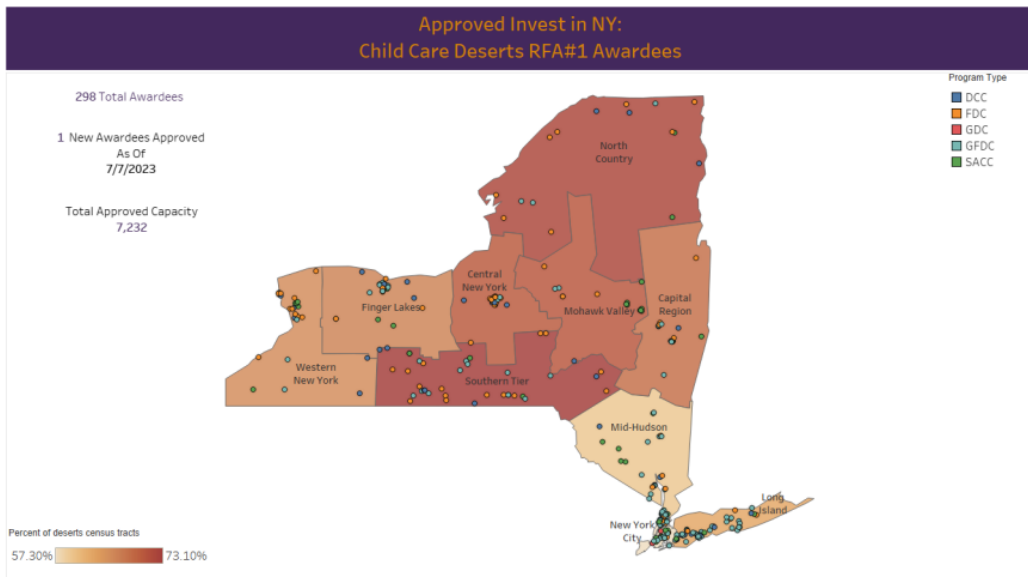 Approved Invest in NY:
Child Care Deserts RFA#1 Awardees
298 Total Awardees
1 New Awardees Approved
As Of
7/7/2023
Total Approved Capacity
7,232
Program Type
DCC
FDC
GDC
GFDC
SACC
North
Country
Central
New York
Finger Lakes
Mohawk Valley
Capital
Region
Western
New York
Southern Tier
Mid-Hudson
Long
Island
New York
City
Percent of deserts census tracts
57.30%
73.10%